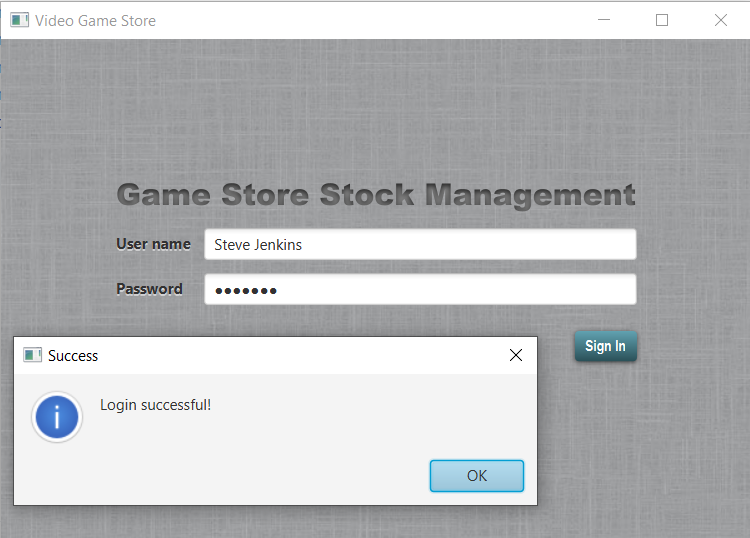 Video Game Store
Game Store Stock Management
User name Steve Jenkins
Password •••••••
Sign In
Success
Login successful!
OK